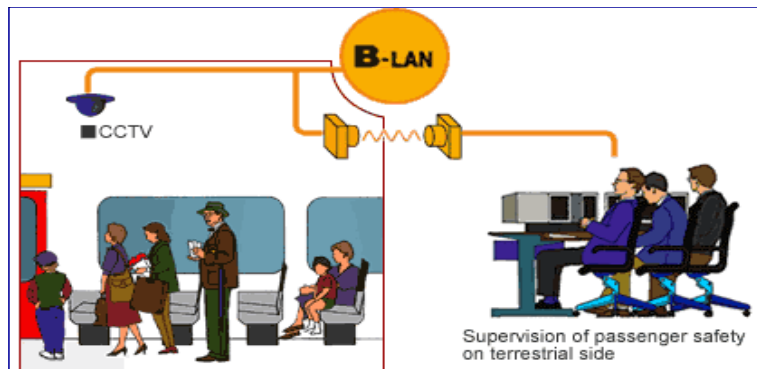 B-LAN
■CCTV
Supervision of passenger safety
on terrestrial side